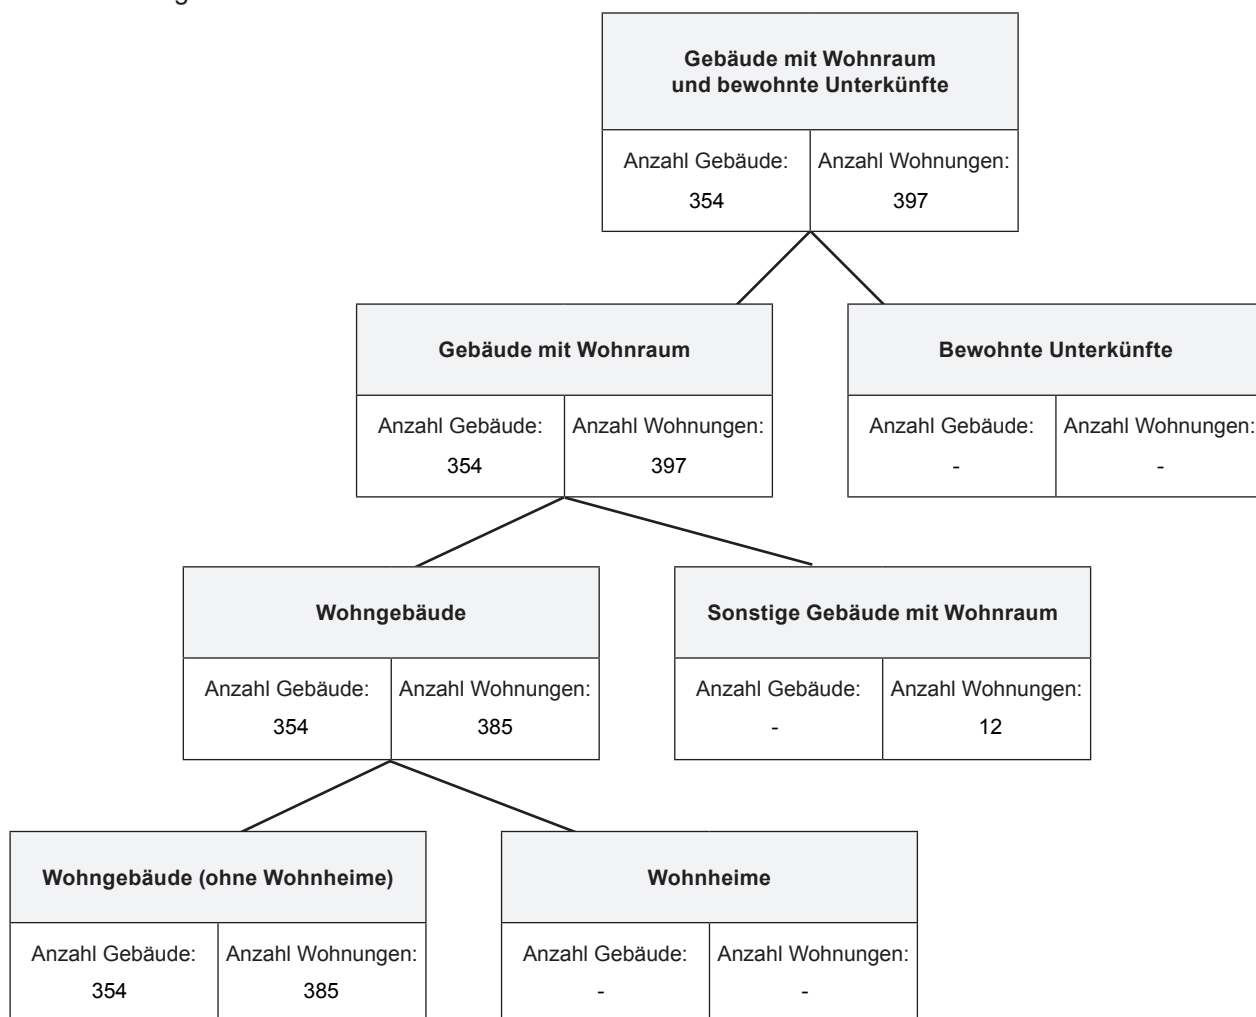 Gebäude mit Wohnraum
und bewohnte Unterkünfte
Anzahl Gebäude: Anzahl Wohnungen:
354 397
Gebäude mit Wohnraum Bewohnte Unterkünfte
Anzahl Gebäude: Anzahl Wohnungen: Anzahl Gebäude: Anzahl Wohnungen:
354 397 - -
Wohngebäude Sonstige Gebäude mit Wohnraum
Anzahl Gebäude: Anzahl Wohnungen: Anzahl Gebäude: Anzahl Wohnungen:
354 385 - 12
Wohngebäude (ohne Wohnheime) Wohnheime
Anzahl Gebäude: Anzahl Wohnungen: Anzahl Gebäude: Anzahl Wohnungen:
354 385 - -